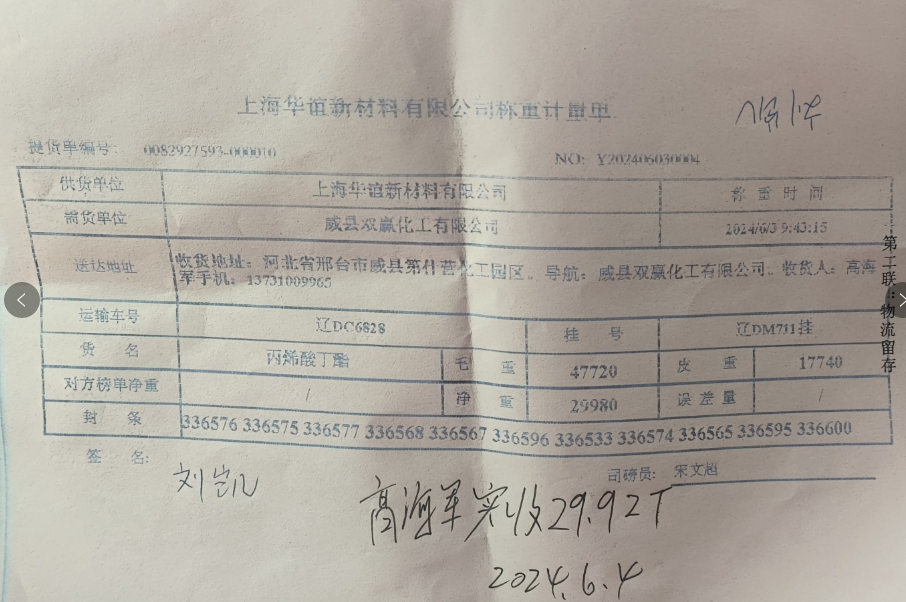 上海华谊新材料有限公司称重计量单
提货单编号: 0082927593-000010
NO: Y202406030004
供货单位 上海华谊新材料有限公司 称重时间
需货单位 威县双赢化工有限公司 2024/6/3 9:43:15
送达地址 收货地址：河北省邢台市威县第什营化工园区。导航：威县双赢化工有限公司。收货人：高海
军手机：13731009965
运输车号 辽DC6828 挂号 辽DM711挂
货名 丙烯酸丁酯 毛重 47720 皮重 17740
对方榜单净重 / 净重 29980 误差量 /
封条 336576 336575 336577 336568 336567 336596 336533 336574 336565 336595 336600
签名:
刘岂凡
司磅员: 宋文超
高海军实收29.92T
2024.6.4
第二联：物流留存